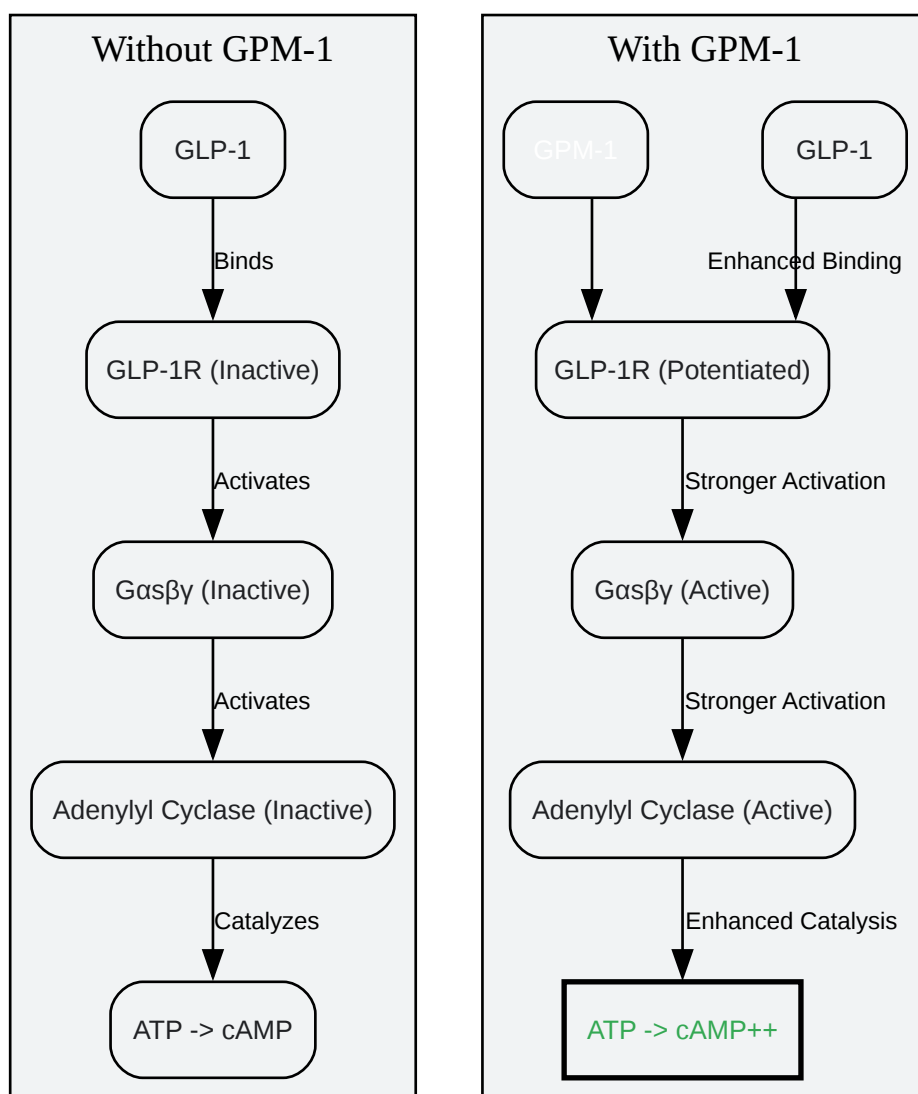 Without GPM-1
GLP-1
Binds
GLP-1R (Inactive)
Activates
Gαsβγ (Inactive)
Activates
Adenylyl Cyclase (Inactive)
Catalyzes
ATP -> cAMP
With GPM-1
GPM-1
GLP-1
Enhanced Binding
GLP-1R (Potentiated)
Stronger Activation
Gαsβγ (Active)
Stronger Activation
Adenylyl Cyclase (Active)
Enhanced Catalysis
ATP -> cAMP++